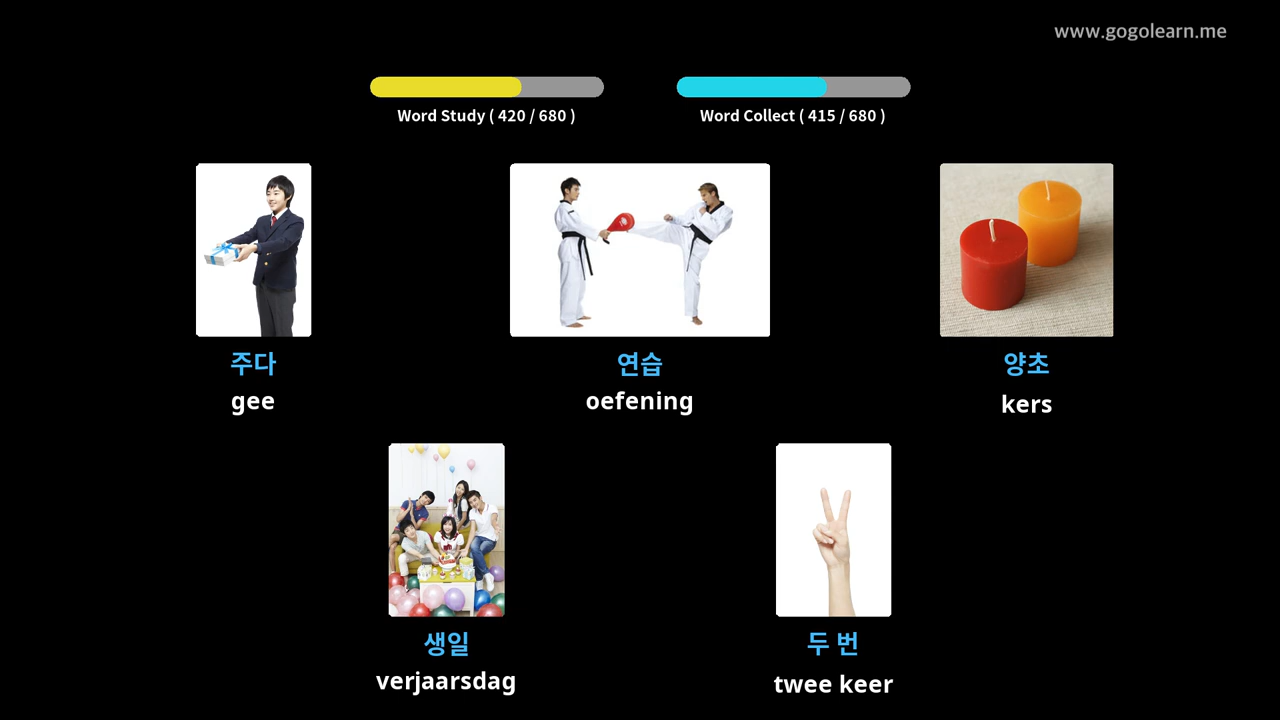 www.gogolearn.me
Word Study ( 420 / 680 )
Word Collect ( 415 / 680 )
주다
gee
연습
oefening
양초
kers
생일
verjaarsdag
두 번
twee keer